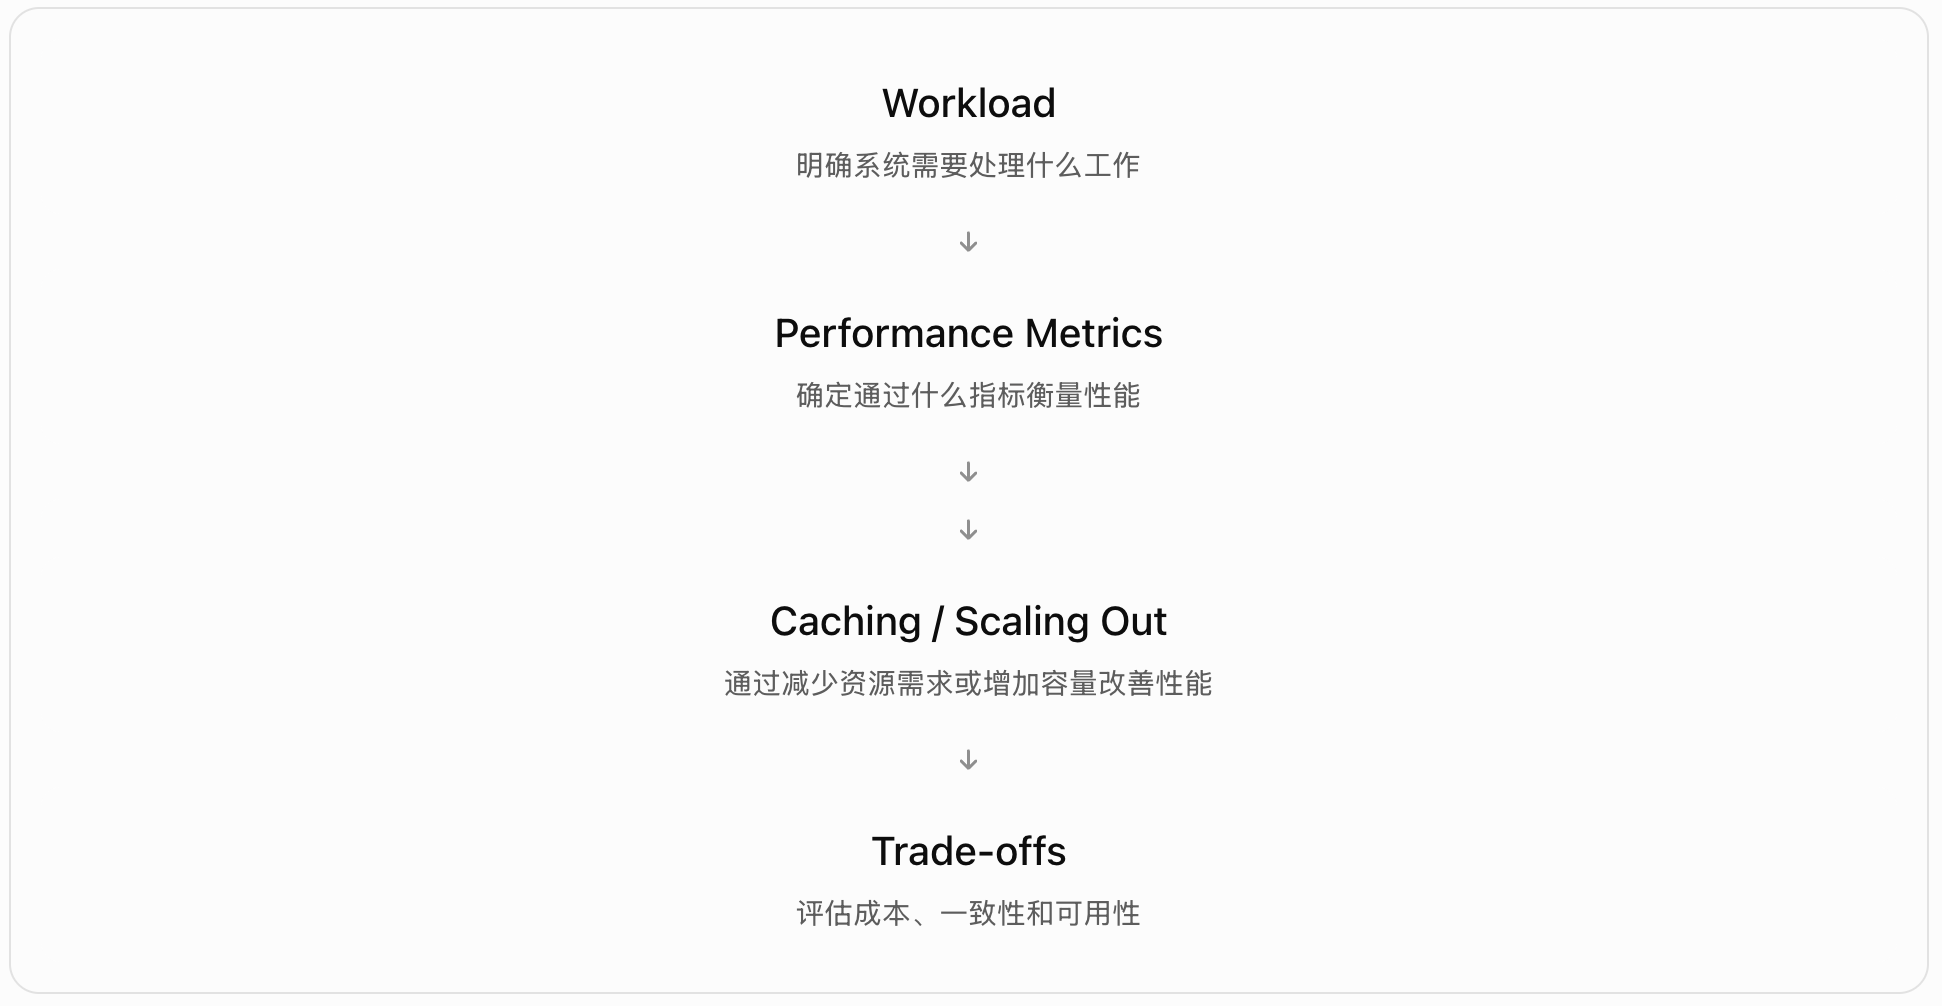 Workload
明确系统需要处理什么工作
↓
Performance Metrics
确定通过什么指标衡量性能
↓
↓
Caching / Scaling Out
通过减少资源需求或增加容量改善性能
↓
Trade-offs
评估成本、一致性和可用性